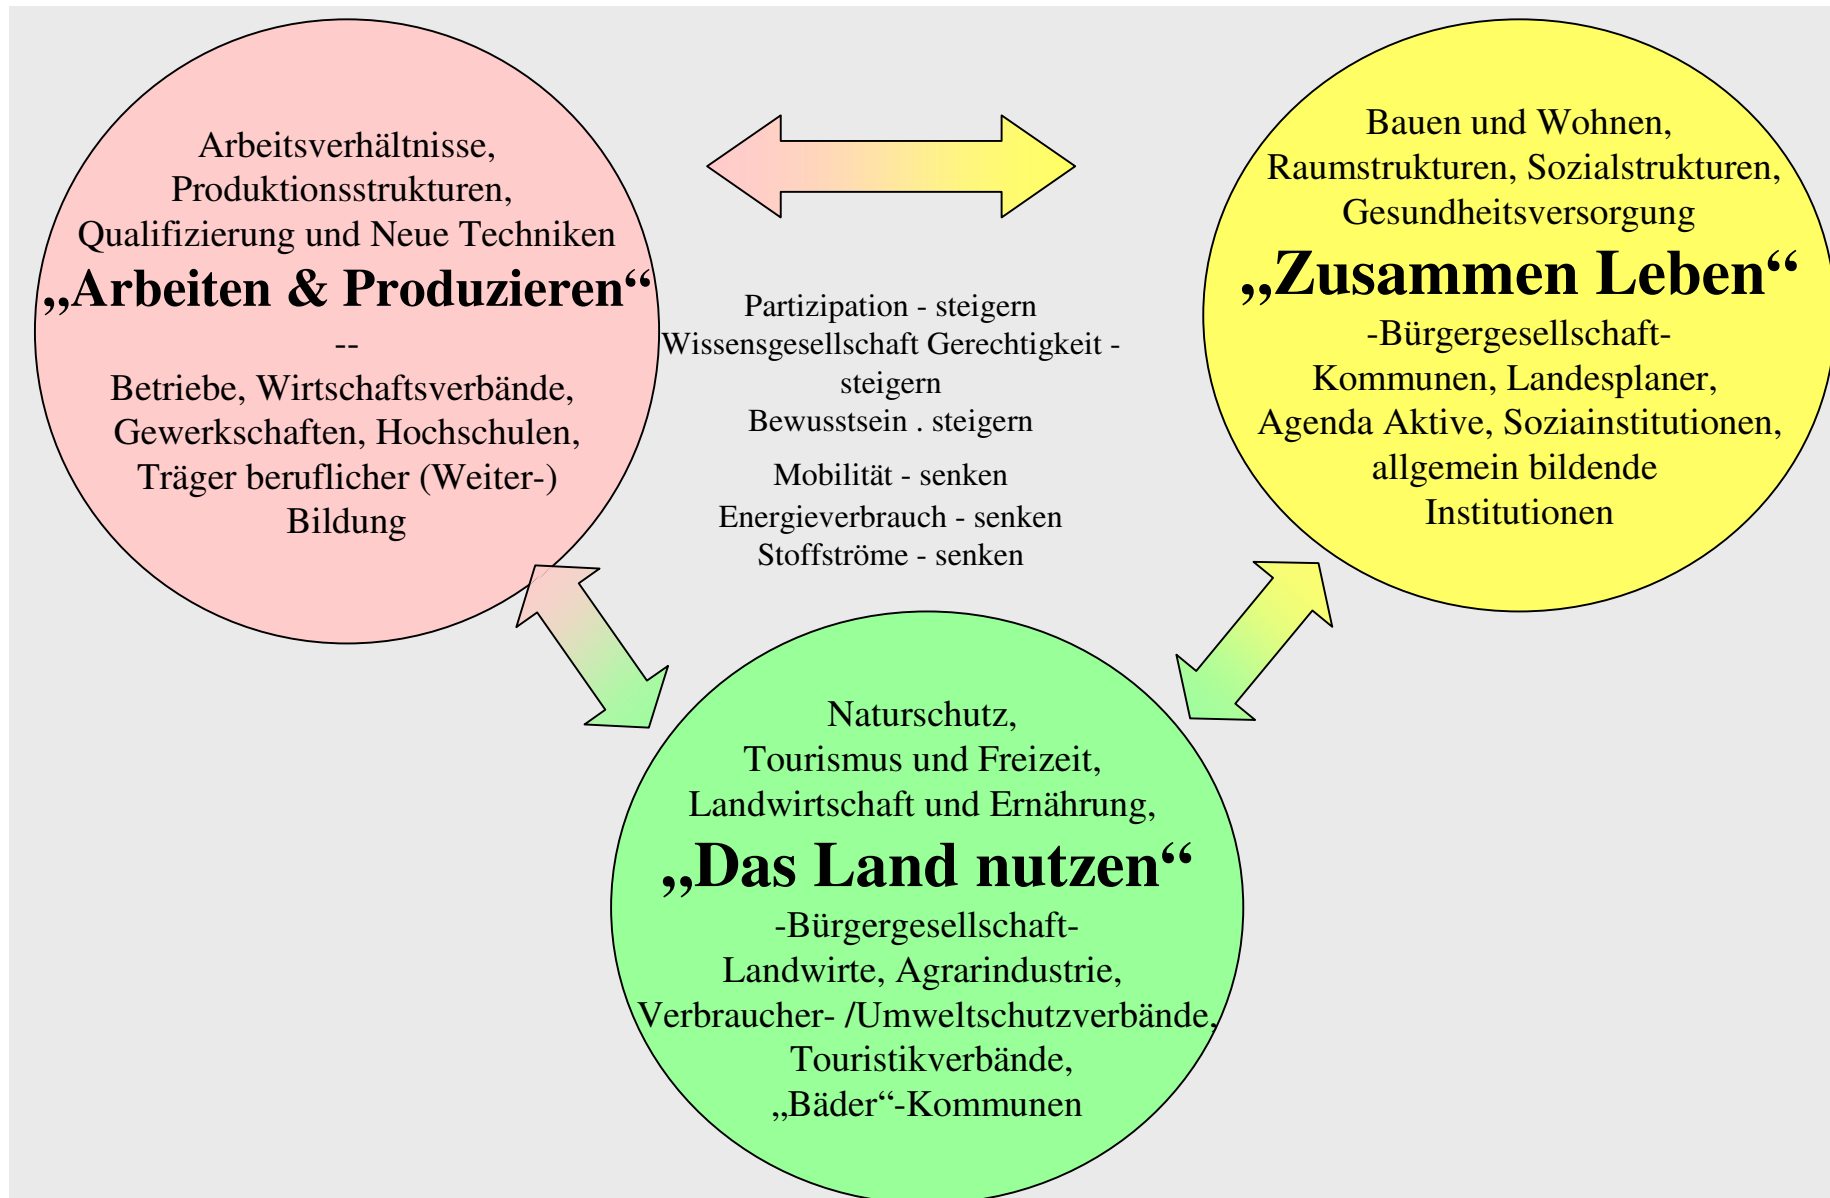 Arbeitsverhältnisse,
Produktionsstrukturen,
Qualifizierung und Neue Techniken
„Arbeiten & Produzieren“
--
Betriebe, Wirtschaftsverbände,
Gewerkschaften, Hochschulen,
Träger beruflicher (Weiter-)
Bildung
Partizipation - steigern
Wissensgesellschaft Gerechtigkeit -
steigern
Bewusstsein . steigern
Mobilität - senken
Energieverbrauch - senken
Stoffströme - senken
Bauen und Wohnen,
Raumstrukturen, Sozialstrukturen,
Gesundheitsversorgung
„Zusammen Leben“
-Bürgergesellschaft-
Kommunen, Landesplaner,
Agenda Aktive, Soziainstitutionen,
allgemein bildende
Institutionen
Naturschutz,
Tourismus und Freizeit,
Landwirtschaft und Ernährung,
„Das Land nutzen“
-Bürgergesellschaft-
Landwirte, Agrarindustrie,
Verbraucher- /Umweltschutzverbände,
Touristikverbände,
„Bäder“-Kommunen